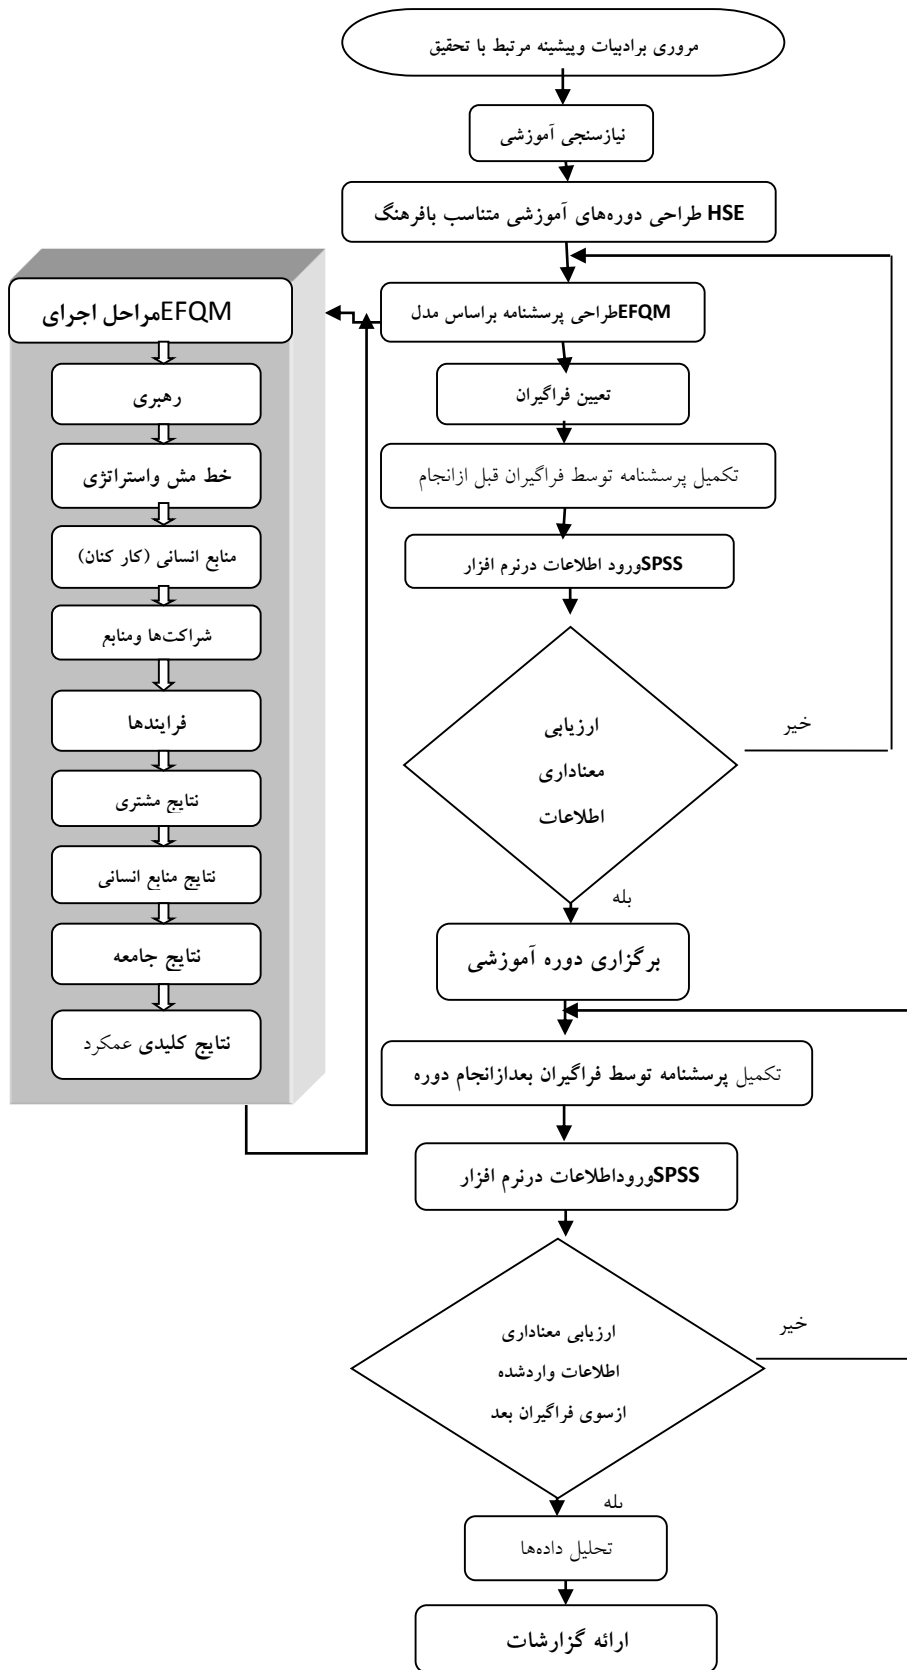 مروری برادبیات وپیشینه مرتبط با تحقیق
نیازسنجی آموزشی
HSE طراحی دوره‌های آموزشی متناسب بافرهنگ
EFQMطراحی پرسشنامه براساس مدل
تعیین فراگیران
تکمیل پرسشنامه توسط فراگیران قبل ازانجام
SPSSورود اطلاعات درنرم افزار
ارزیابی
معناداری
اطلاعات
خیر
بله
برگزاری دوره آموزشی
تکمیل پرسشنامه توسط فراگیران بعدازانجام دوره
SPSSوروداطلاعات درنرم افزار
ارزیابی معناداری
اطلاعات واردشده
ازسوی فراگیران بعد
خیر
بله
تحلیل داده‌ها
ارائه گزارشات
EFQMمراحل اجرای
رهبری
خط مش واستراتژی
منابع انسانی (کار کنان)
شراکت‌ها ومنابع
فرایندها
نتایج مشتری
نتایج منابع انسانی
نتایج جامعه
نتایج کلیدی عمکرد